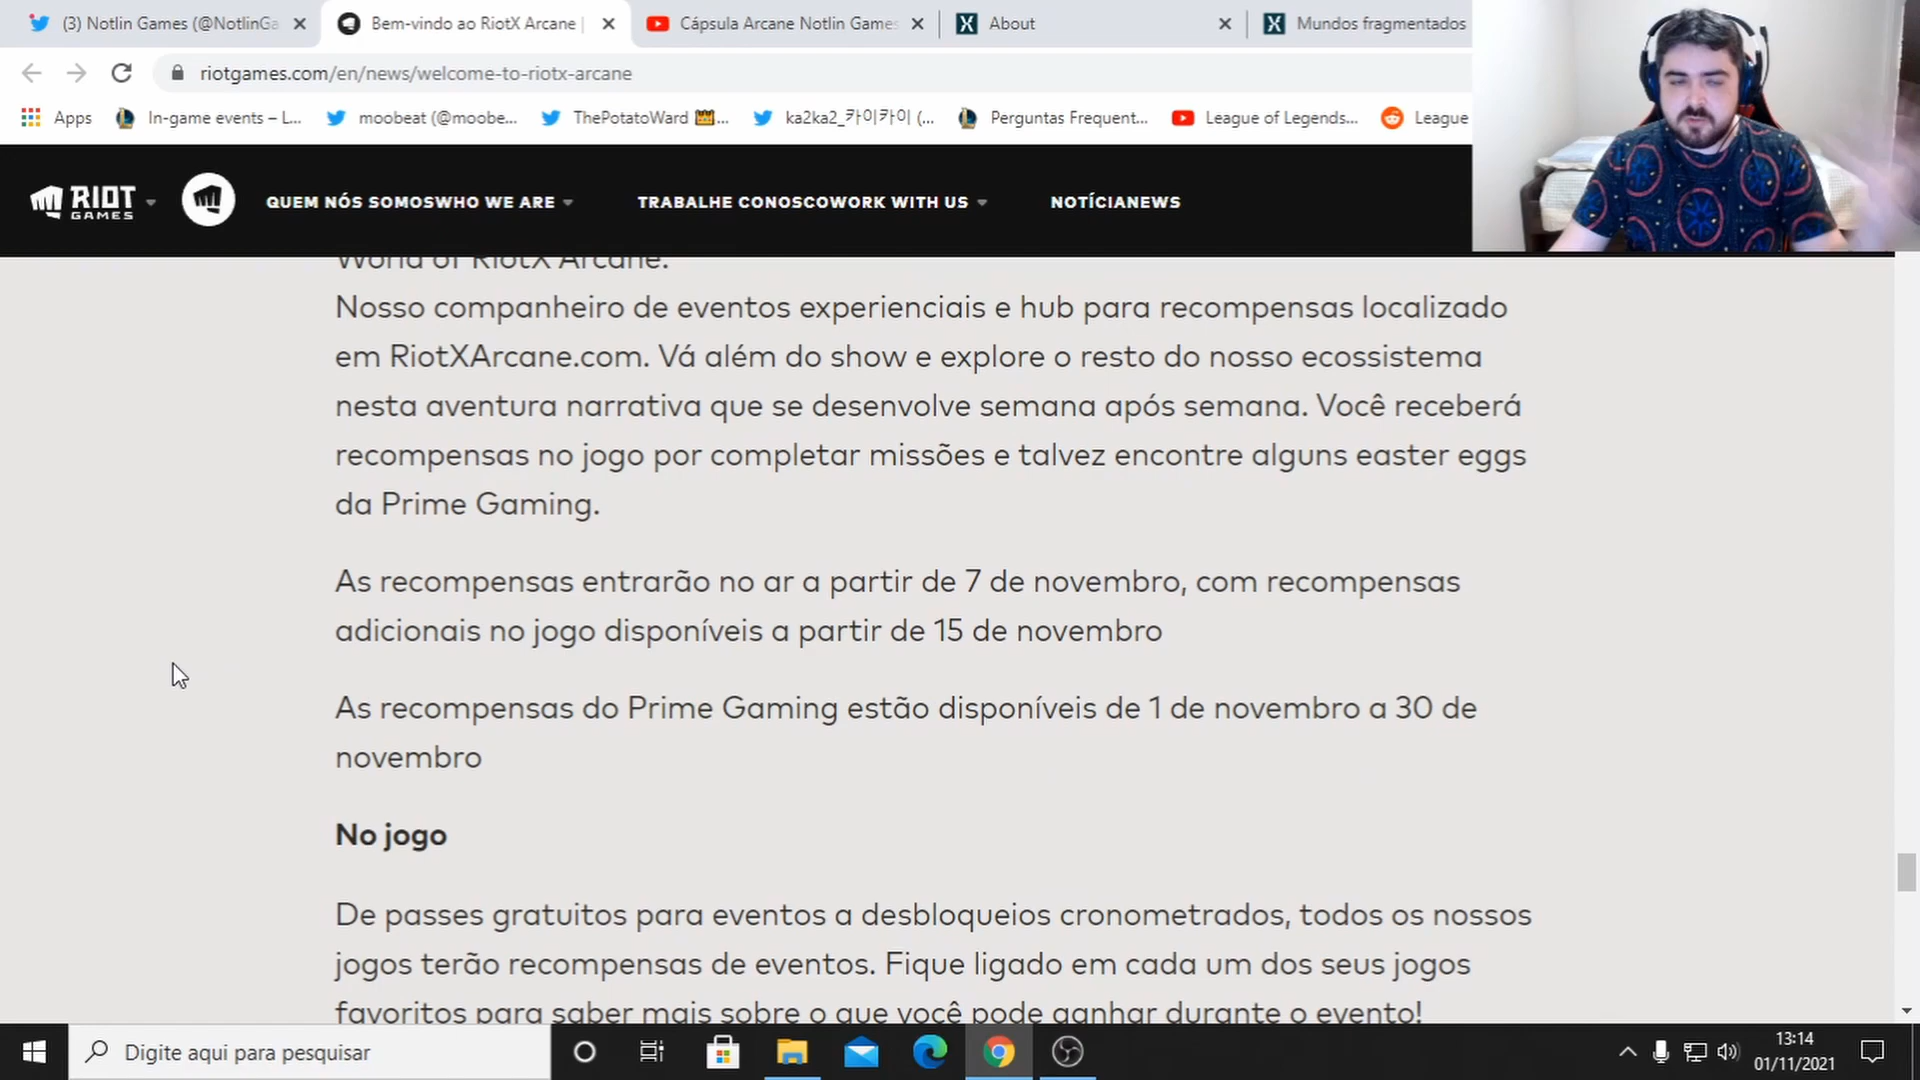 (3) Notlin Games (@NotlinGa
Bem-vindo ao RiotX Arcane |
Cápsula Arcane Notlin Games
About
Mundos fragmentados
riotgames.com/en/news/welcome-to-riotx-arcane
Apps
In-game events – L...
moobeat (@moobe...
ThePotatoWard 👑...
ka2ka2_카이카이 (...
Perguntas Frequent...
League of Legends...
League
RIOT GAMES
QUEM NÓS SOMOSWHO WE ARE
TRABALHE CONOSCOWORK WITH US
NOTÍCIANEWS
World of RiotX Arcane.
Nosso companheiro de eventos experienciais e hub para recompensas localizado
em RiotXArcane.com. Vá além do show e explore o resto do nosso ecossistema
nesta aventura narrativa que se desenvolve semana após semana. Você receberá
recompensas no jogo por completar missões e talvez encontre alguns easter eggs
da Prime Gaming.
As recompensas entrarão no ar a partir de 7 de novembro, com recompensas
adicionais no jogo disponíveis a partir de 15 de novembro
As recompensas do Prime Gaming estão disponíveis de 1 de novembro a 30 de
novembro
No jogo
De passes gratuitos para eventos a desbloqueios cronometrados, todos os nossos
jogos terão recompensas de eventos. Fique ligado em cada um dos seus jogos
favoritos para saber mais sobre o que você pode ganhar durante o evento!
Digite aqui para pesquisar
13:14
01/11/2021